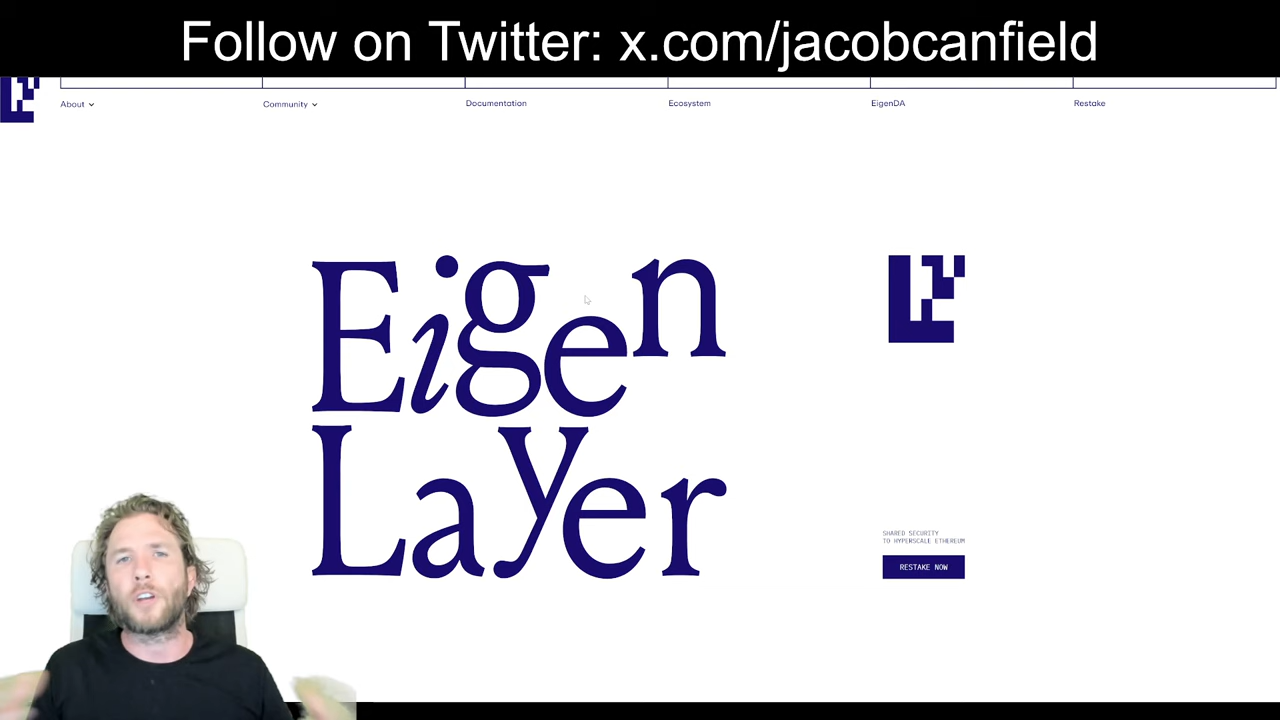 Follow on Twitter: x.com/jacobcanfield
About
Community
Documentation
Ecosystem
EigenDA
Restake
Eigen
Layer
SHARED SECURITY
TO HYPERSCALE ETHEREUM
RESTAKE NOW